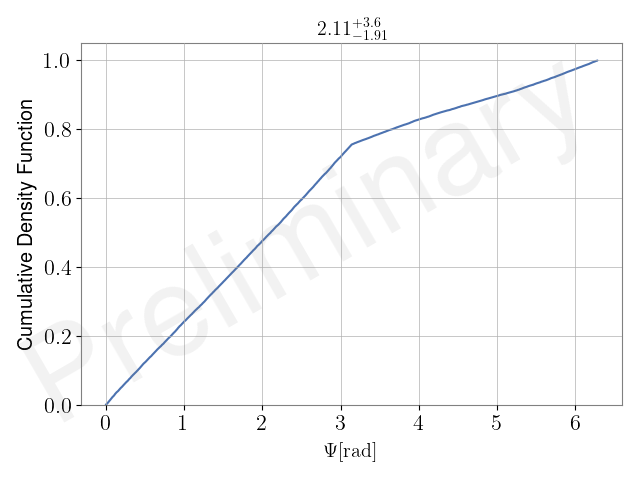 2.11^{+3.6}_{-1.91}
Cumulative Density Function
1.0
0.8
0.6
0.4
0.2
0.0
0 1 2 3 4 5 6
Ψ[rad]
Preliminary